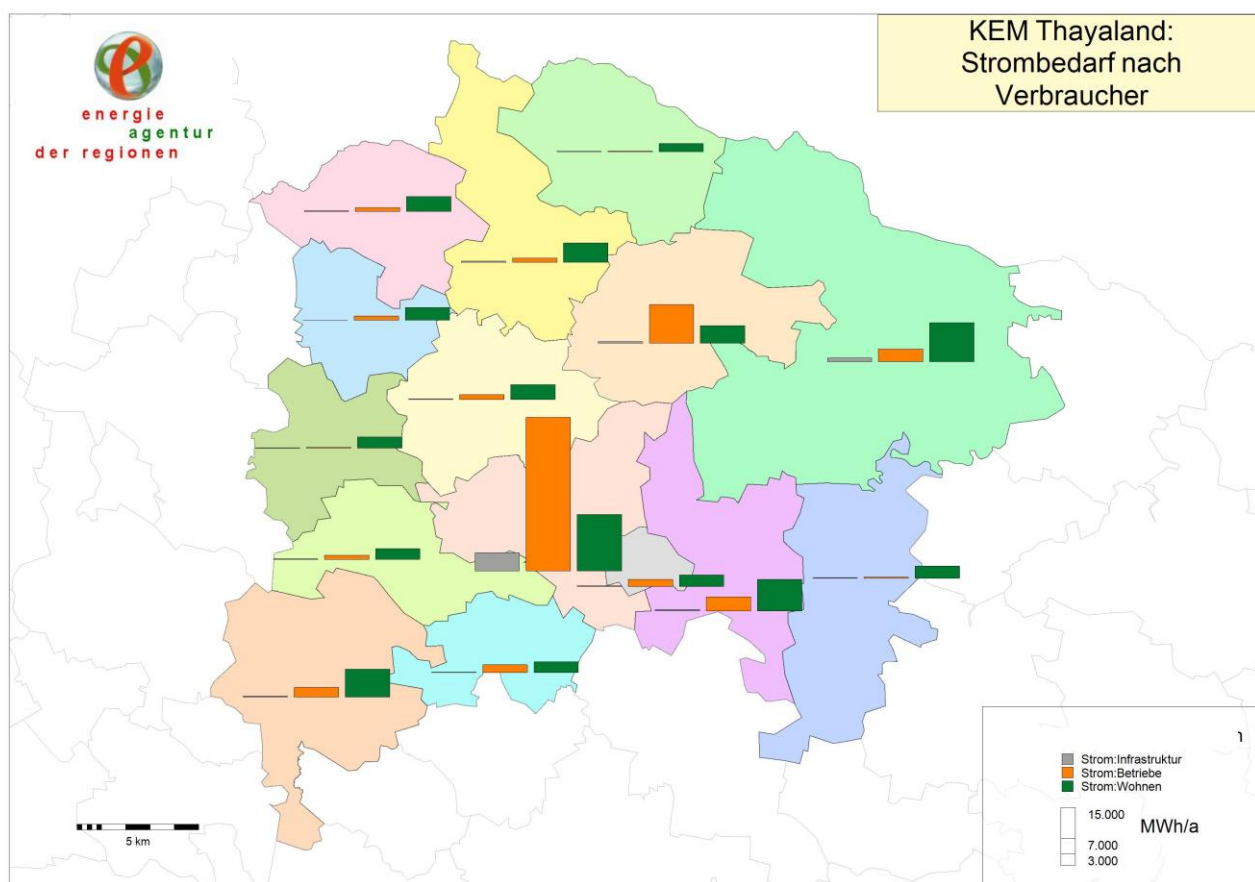 energie
agentur
der regionen
KEM Thayaland:
Strombedarf nach
Verbraucher
5 km
Strom:Infrastruktur
Strom:Betriebe
Strom:Wohnen
15.000
MWh/a
7.000
3.000